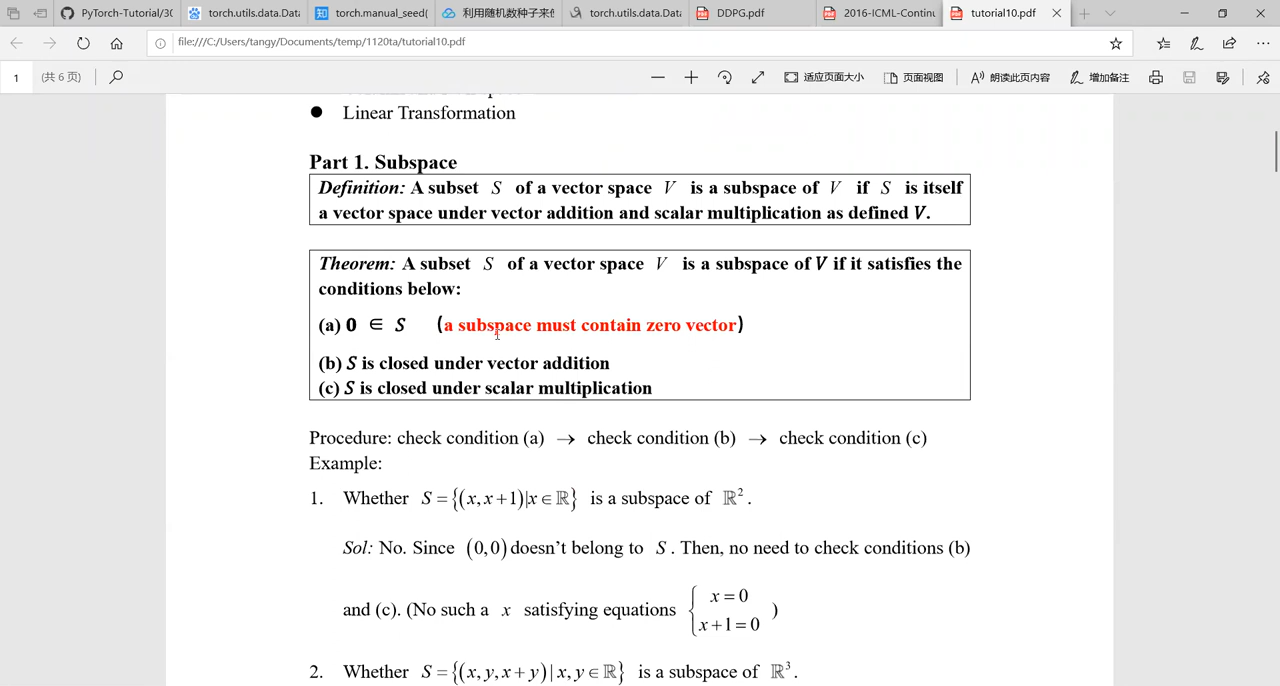 PyTorch-Tutorial/30
torch.utils.data.Data
torch.manual_seed(
利用随机数种子来使
torch.utils.data.Data
DDPG.pdf
2016-ICML-Continu
tutorial10.pdf
file:///C:/Users/tangy/Documents/temp/1120ta/tutorial10.pdf
1 (共 6 页) 适应页面大小 页面视图 朗读此页内容 增加备注
● Linear Transformation
Part 1. Subspace
Definition: A subset S of a vector space V is a subspace of V if S is itself
a vector space under vector addition and scalar multiplication as defined V.
Theorem: A subset S of a vector space V is a subspace of V if it satisfies the
conditions below:
(a) 0 ∈ S (a subspace must contain zero vector)
(b) S is closed under vector addition
(c) S is closed under scalar multiplication
Procedure: check condition (a) → check condition (b) → check condition (c)
Example:
1. Whether S = {(x, x+1)|x ∈ ℝ} is a subspace of ℝ².
Sol: No. Since (0,0) doesn't belong to S. Then, no need to check conditions (b)
and (c). (No such a x satisfying equations { x = 0
x+1 = 0 )
2. Whether S = {(x, y, x+y) | x, y ∈ ℝ} is a subspace of ℝ³.